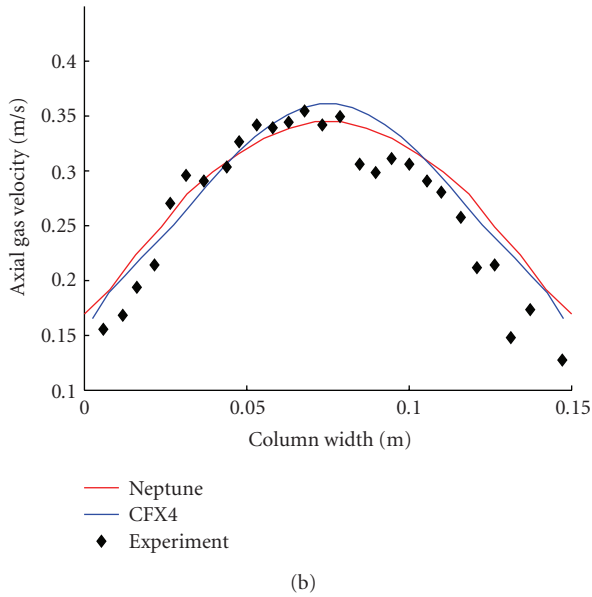 0.4
0.35
0.3
0.25
0.2
0.15
0.1
Axial gas velocity (m/s)
0
0.05
0.1
0.15
Column width (m)
Neptune
CFX4
Experiment
(b)